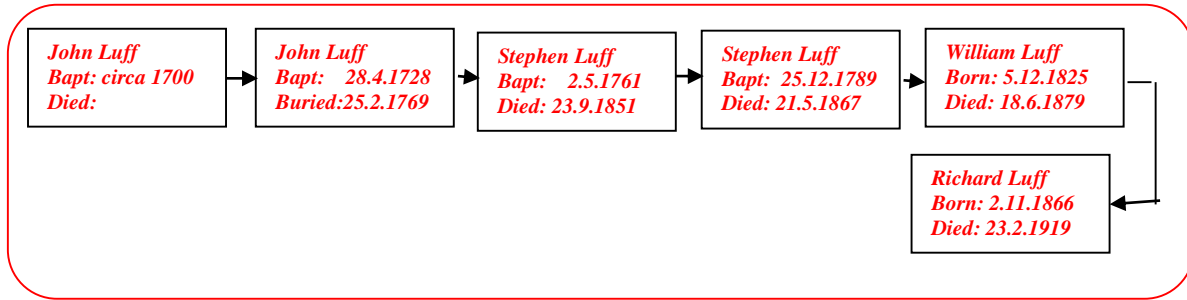 John Luff
Bapt: circa 1700
Died:
John Luff
Bapt: 28.4.1728
Buried:25.2.1769
Stephen Luff
Bapt: 2.5.1761
Died: 23.9.1851
Stephen Luff
Bapt: 25.12.1789
Died: 21.5.1867
William Luff
Born: 5.12.1825
Died: 18.6.1879
Richard Luff
Born: 2.11.1866
Died: 23.2.1919